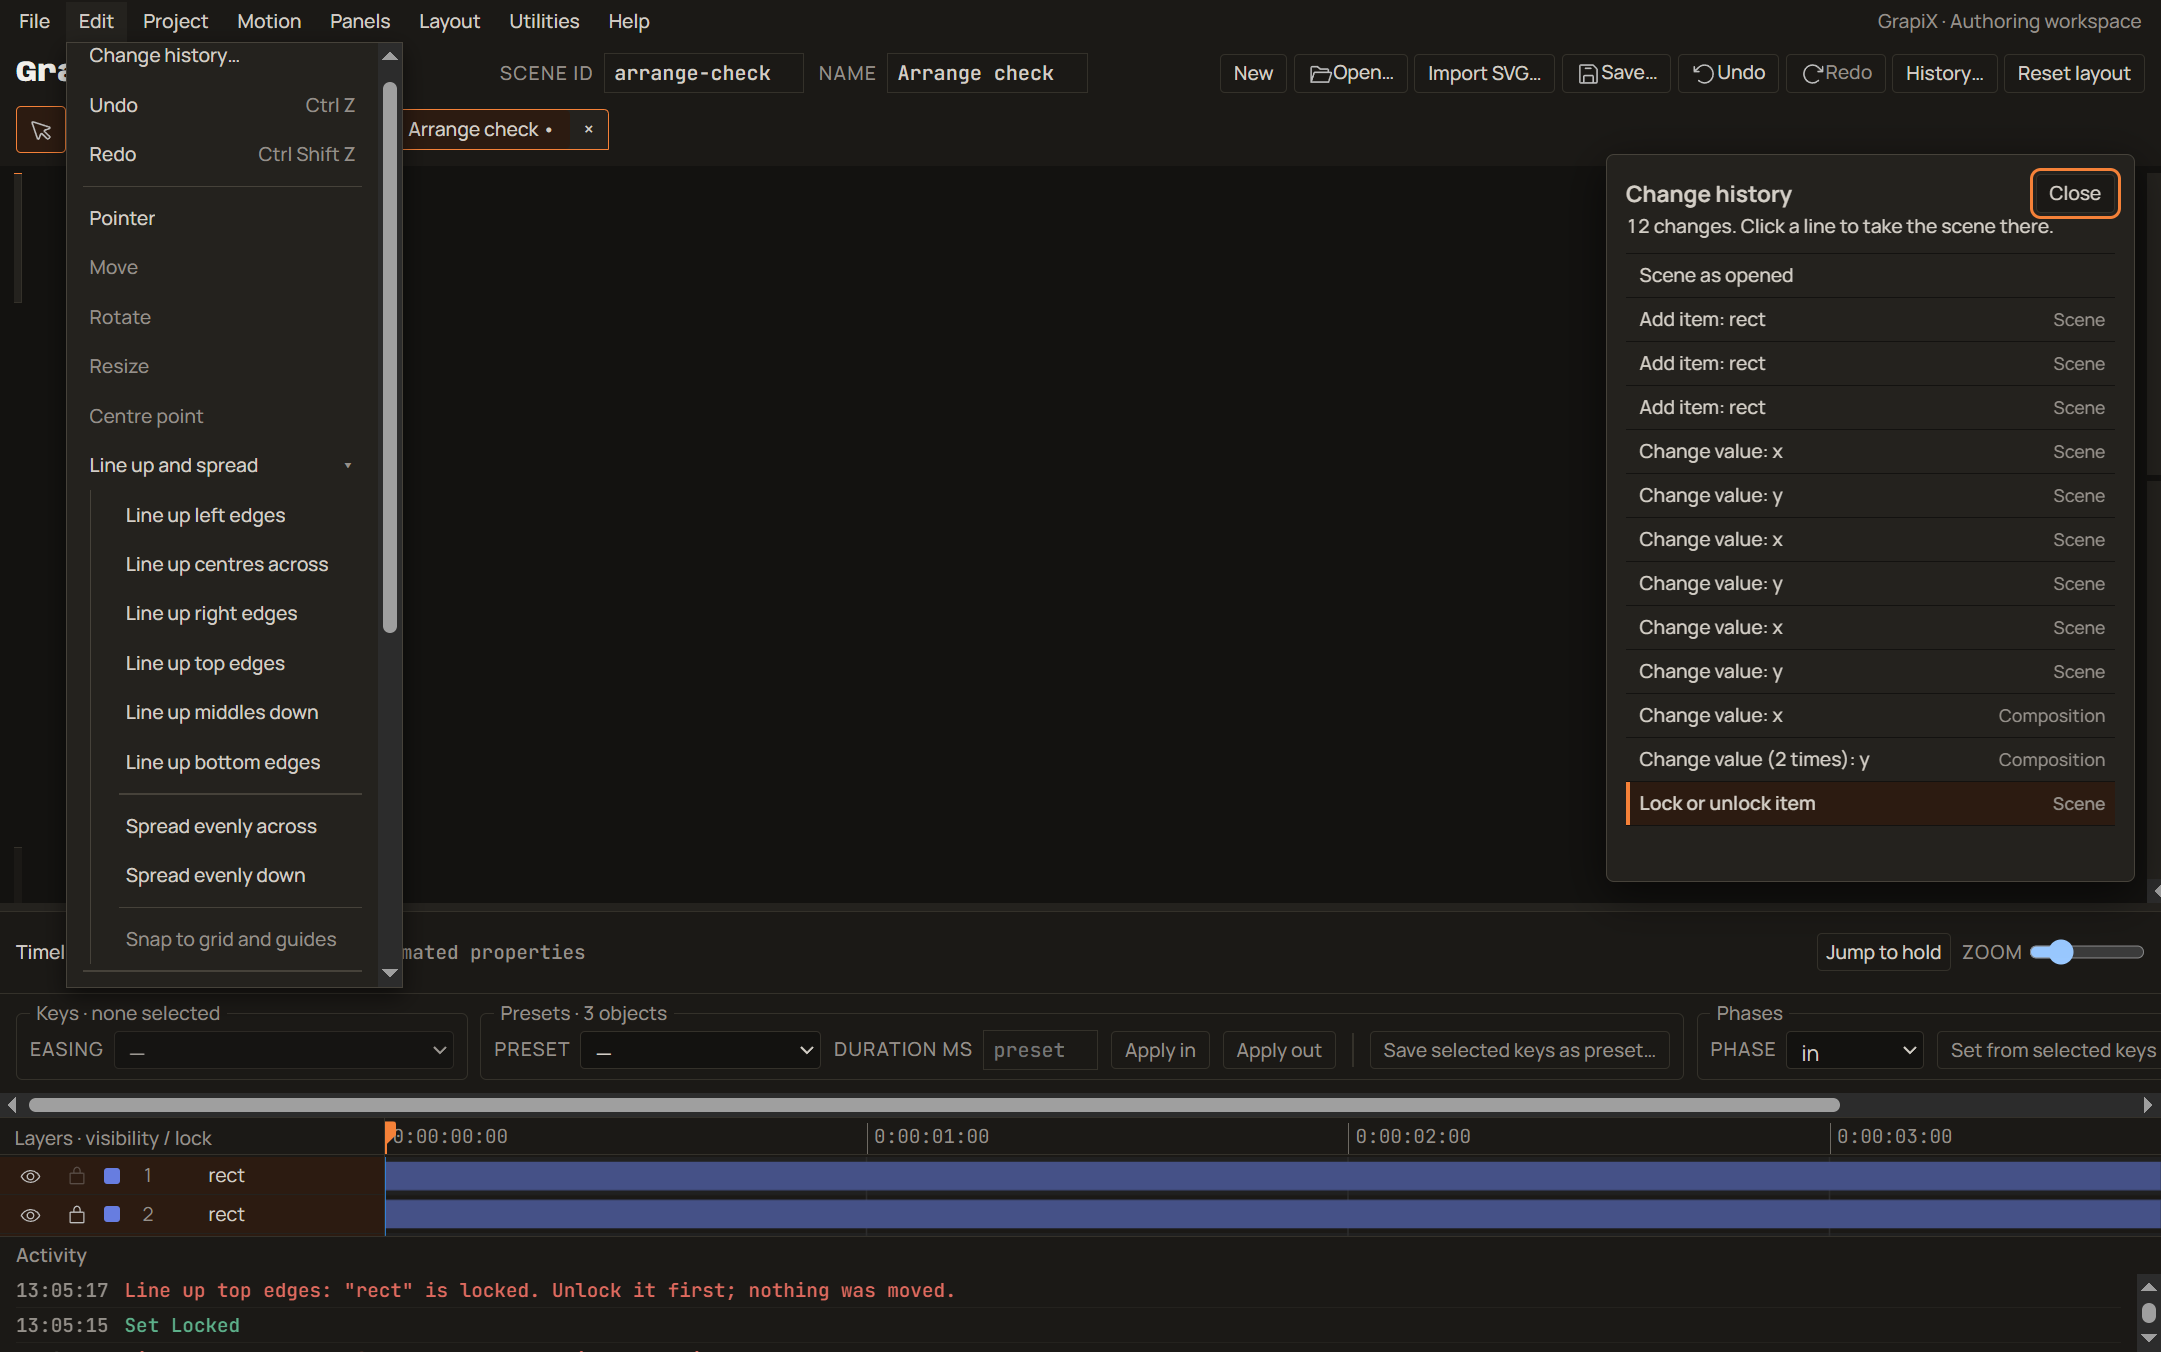 File Edit Project Motion Panels Layout Utilities Help GrapiX · Authoring workspace
SCENE ID arrange-check NAME Arrange check New Open... Import SVG... Save... Undo Redo History... Reset layout
Arrange check • ×
Change history...
Undo Ctrl Z
Redo Ctrl Shift Z
Pointer
Move
Rotate
Resize
Centre point
Line up and spread
Line up left edges
Line up centres across
Line up right edges
Line up top edges
Line up middles down
Line up bottom edges
Spread evenly across
Spread evenly down
Snap to grid and guides
Change history Close
12 changes. Click a line to take the scene there.
Scene as opened
Add item: rect Scene
Add item: rect Scene
Add item: rect Scene
Change value: x Scene
Change value: y Scene
Change value: x Scene
Change value: y Scene
Change value: x Scene
Change value: y Scene
Change value: x Composition
Change value (2 times): y Composition
Lock or unlock item Scene
properties Jump to hold ZOOM
Keys · none selected Presets · 3 objects Phases
EASING — PRESET — DURATION MS preset Apply in Apply out Save selected keys as preset... PHASE in Set from selected keys
Layers · visibility / lock 0:00:00:00 0:00:01:00 0:00:02:00 0:00:03:00
1 rect
2 rect
Activity
13:05:17 Line up top edges: "rect" is locked. Unlock it first; nothing was moved.
13:05:15 Set Locked